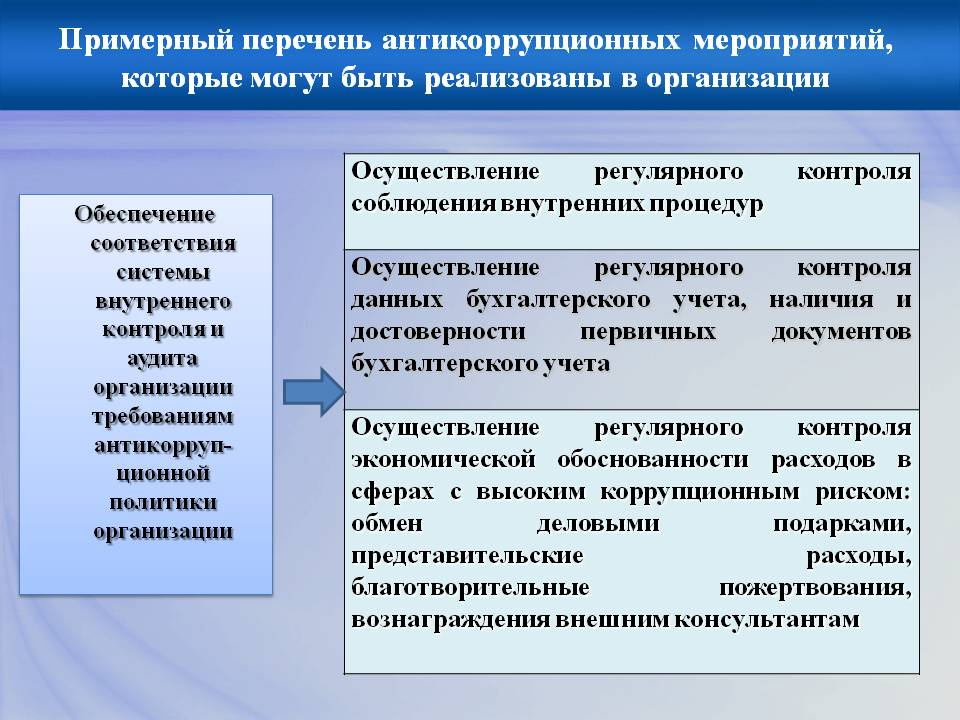 Примерный перечень антикоррупционных мероприятий,
которые могут быть реализованы в организации
Обеспечение
соответствия
системы
внутреннего
контроля и
аудита
организации
требованиям
антикорруп-
ционной
политики
организации
Осуществление регулярного контроля
соблюдения внутренних процедур
Осуществление регулярного контроля
данных бухгалтерского учета, наличия и
достоверности первичных документов
бухгалтерского учета
Осуществление регулярного контроля
экономической обоснованности расходов в
сферах с высоким коррупционным риском:
обмен деловыми подарками,
представительские расходы,
благотворительные пожертвования,
вознаграждения внешним консультантам